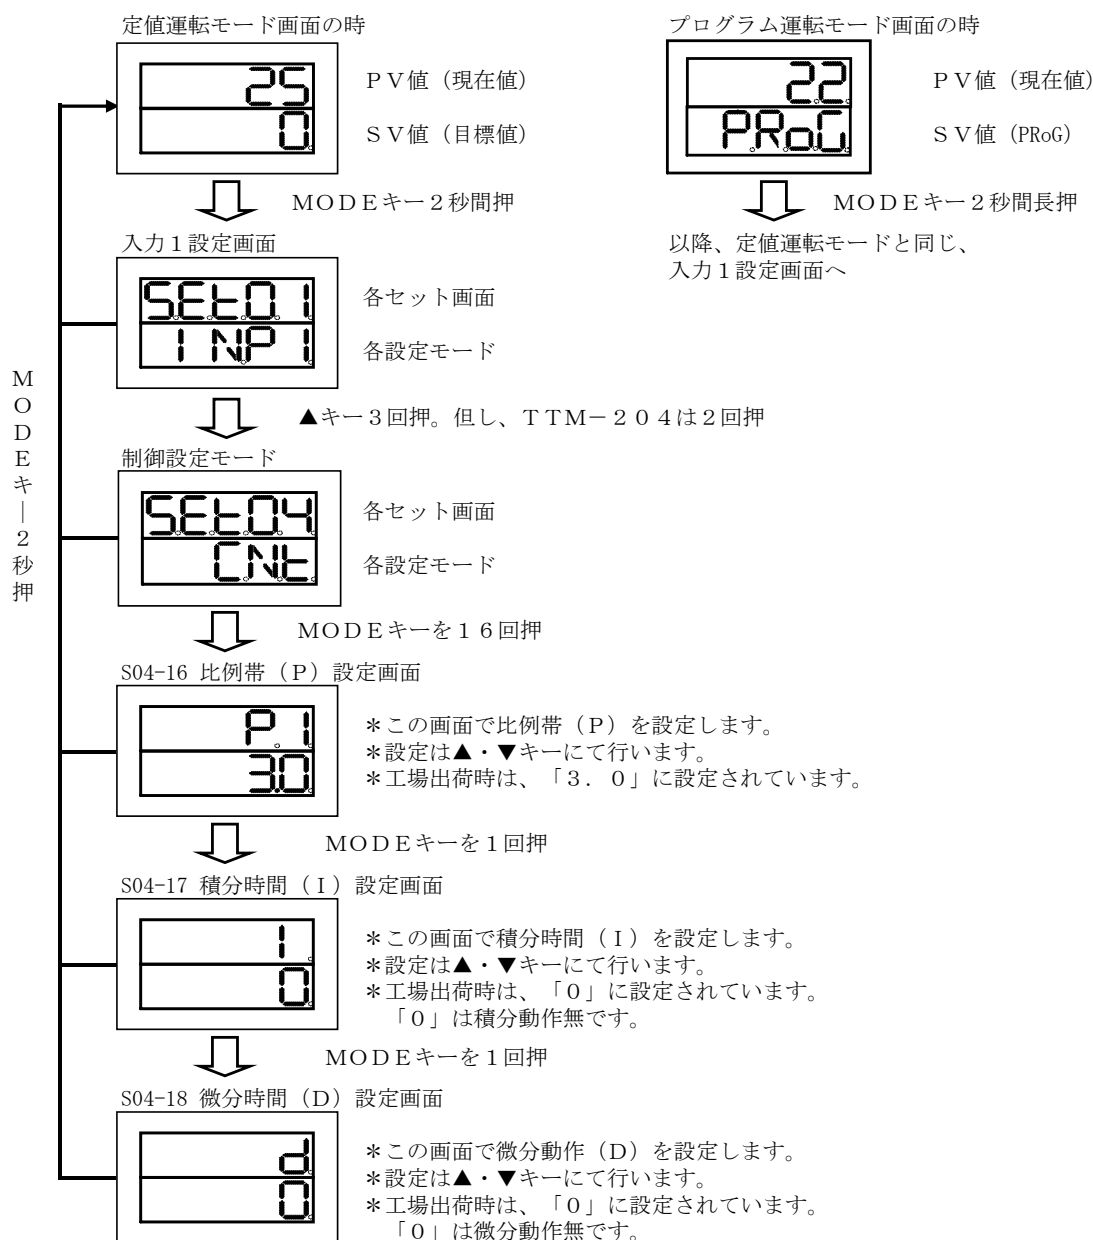 定値運転モード画面の時
25
0
ＰＶ値（現在値）
ＳＶ値（目標値）
ＭＯＤＥキー２秒間押
プログラム運転モード画面の時
22
PRoG
ＰＶ値（現在値）
ＳＶ値（PRoG）
ＭＯＤＥキー２秒間長押
以降、定値運転モードと同じ、
入力１設定画面へ
入力１設定画面
SEt01
INP1
各セット画面
各設定モード
▲キー３回押。但し、ＴＴＭ－２０４は２回押
制御設定モード
SEt04
CNt
各セット画面
各設定モード
ＭＯＤＥキーを１６回押
S04-16 比例帯（Ｐ）設定画面
P1
3.0
＊この画面で比例帯（Ｐ）を設定します。
＊設定は▲・▼キーにて行います。
＊工場出荷時は、「３．０」に設定されています。
ＭＯＤＥキーを１回押
S04-17 積分時間（Ｉ）設定画面
I
0
＊この画面で積分時間（Ｉ）を設定します。
＊設定は▲・▼キーにて行います。
＊工場出荷時は、「０」に設定されています。
「０」は積分動作無です。
ＭＯＤＥキーを１回押
S04-18 微分時間（Ｄ）設定画面
d
0
＊この画面で微分動作（Ｄ）を設定します。
＊設定は▲・▼キーにて行います。
＊工場出荷時は、「０」に設定されています。
「０」は微分動作無です。
ＭＯＤＥキー２秒押